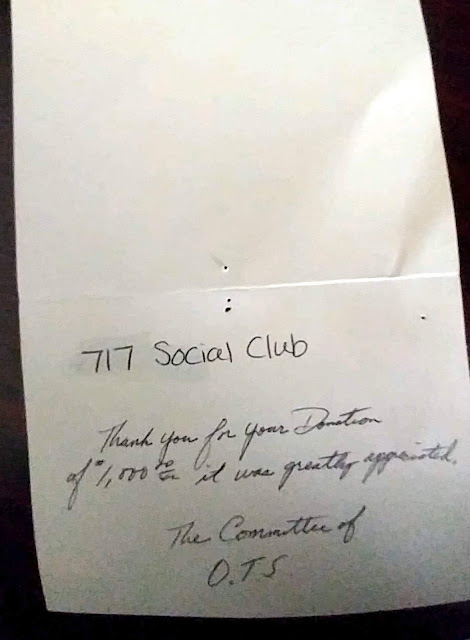 717 Social Club
Thank you for your Donation
of $1,000 00/xx it was greatly appreciated.
The Committee of
O.T.S